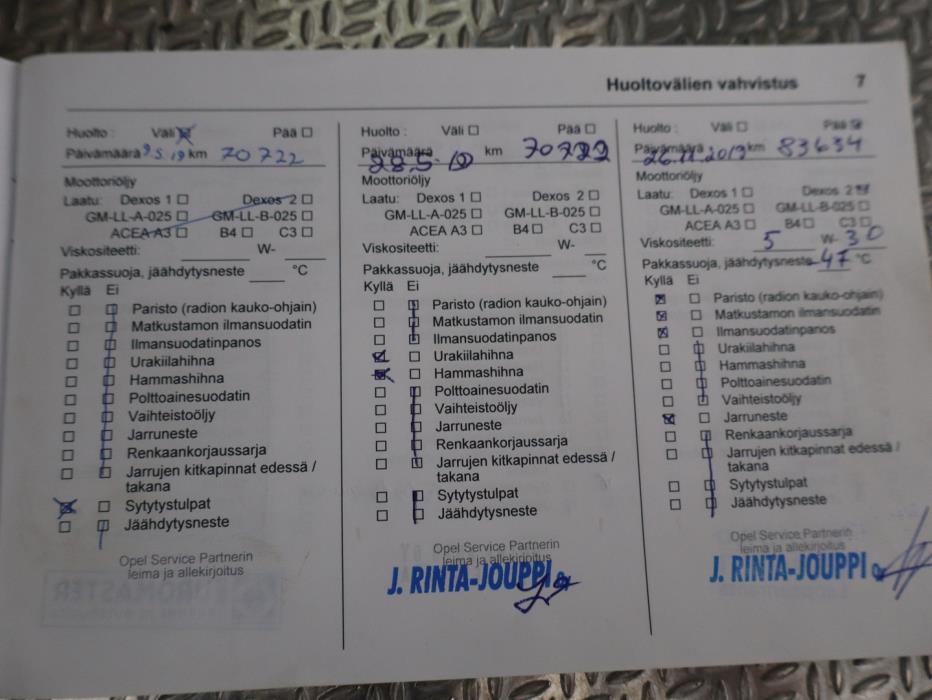 Huoltovälien vahvistus 7
Huolto : Väli Pää
Päivämäärä 9.5.19 km 70722
Moottoriöljy
Laatu: Dexos 1 Dexos 2
GM-LL-A-025 GM-LL-B-025
ACEA A3 B4 C3
Viskositeetti: W-
Pakkassuoja, jäähdytysneste °C
Kyllä Ei
Paristo (radion kauko-ohjain)
Matkustamon ilmansuodatin
Ilmansuodatinpanos
Urakiilahihna
Hammashihna
Polttoainesuodatin
Vaihteistoöljy
Jarruneste
Renkaankorjaussarja
Jarrujen kitkapinnat edessä /
takana
Sytytystulpat
Jäähdytysneste
Opel Service Partnerin
leima ja allekirjoitus
Huolto : Väli Pää
Päivämäärä 28.5.19 km 70722
Moottoriöljy
Laatu: Dexos 1 Dexos 2
GM-LL-A-025 GM-LL-B-025
ACEA A3 B4 C3
Viskositeetti: W-
Pakkassuoja, jäähdytysneste °C
Kyllä Ei
Paristo (radion kauko-ohjain)
Matkustamon ilmansuodatin
Ilmansuodatinpanos
Urakiilahihna
Hammashihna
Polttoainesuodatin
Vaihteistoöljy
Jarruneste
Renkaankorjaussarja
Jarrujen kitkapinnat edessä /
takana
Sytytystulpat
Jäähdytysneste
Opel Service Partnerin
leima ja allekirjoitus
J. RINTA-JOUPPI
Huolto : Väli Pää
Päivämäärä 26.11.2019 km 83634
Moottoriöljy
Laatu: Dexos 1 Dexos 2
GM-LL-A-025 GM-LL-B-025
ACEA A3 B4 C3
Viskositeetti: 5 W-30
Pakkassuoja, jäähdytysneste -47 °C
Kyllä Ei
Paristo (radion kauko-ohjain)
Matkustamon ilmansuodatin
Ilmansuodatinpanos
Urakiilahihna
Hammashihna
Polttoainesuodatin
Vaihteistoöljy
Jarruneste
Renkaankorjaussarja
Jarrujen kitkapinnat edessä /
takana
Sytytystulpat
Jäähdytysneste
Opel Service Partnerin
leima ja allekirjoitus
J. RINTA-JOUPPI